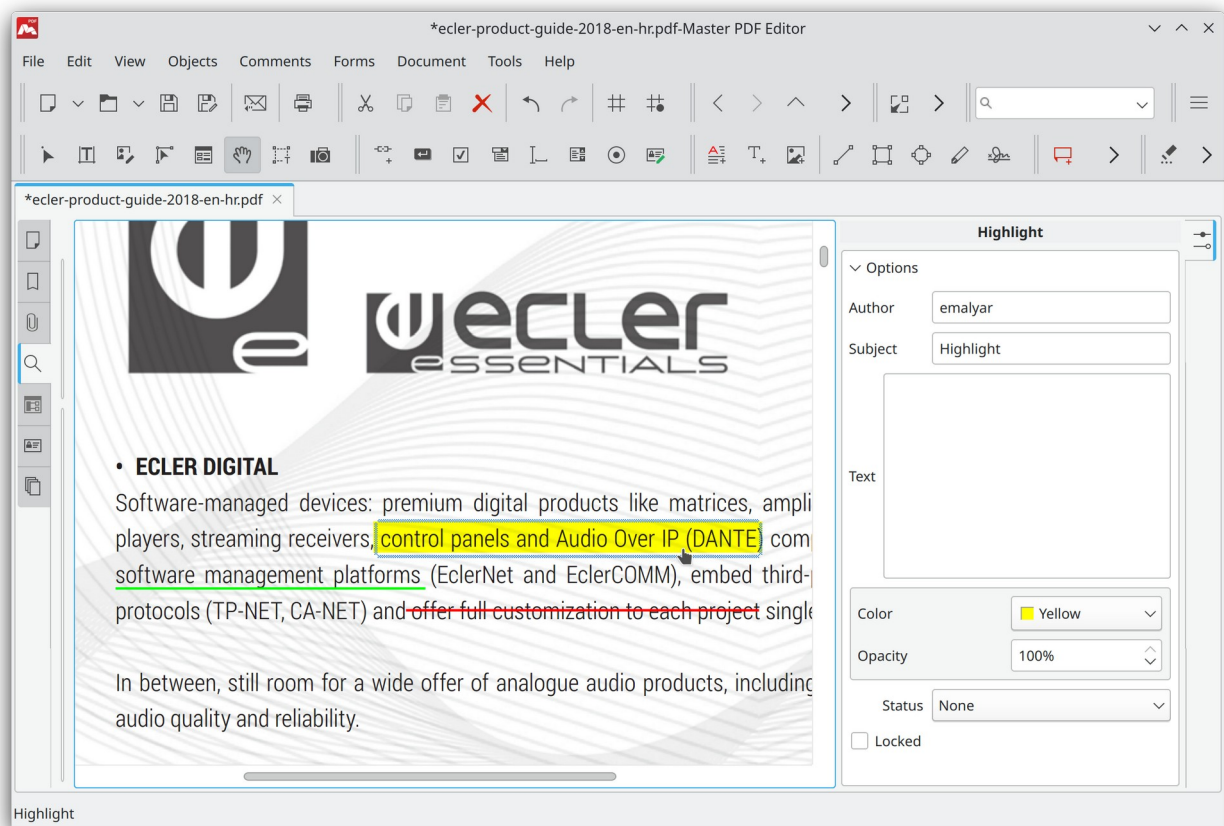 *ecler-product-guide-2018-en-hr.pdf-Master PDF Editor
File Edit View Objects Comments Forms Document Tools Help
*ecler-product-guide-2018-en-hr.pdf
e
ecler
essentials
• ECLER DIGITAL
Software-managed devices: premium digital products like matrices, ampli
players, streaming receivers, control panels and Audio Over IP (DANTE) com
software management platforms (EclerNet and EclerCOMM), embed third-
protocols (TP-NET, CA-NET) and offer full customization to each project single
In between, still room for a wide offer of analogue audio products, including
audio quality and reliability.
Highlight
Options
Author emalyar
Subject Highlight
Text
Color Yellow
Opacity 100%
Status None
Locked
Highlight